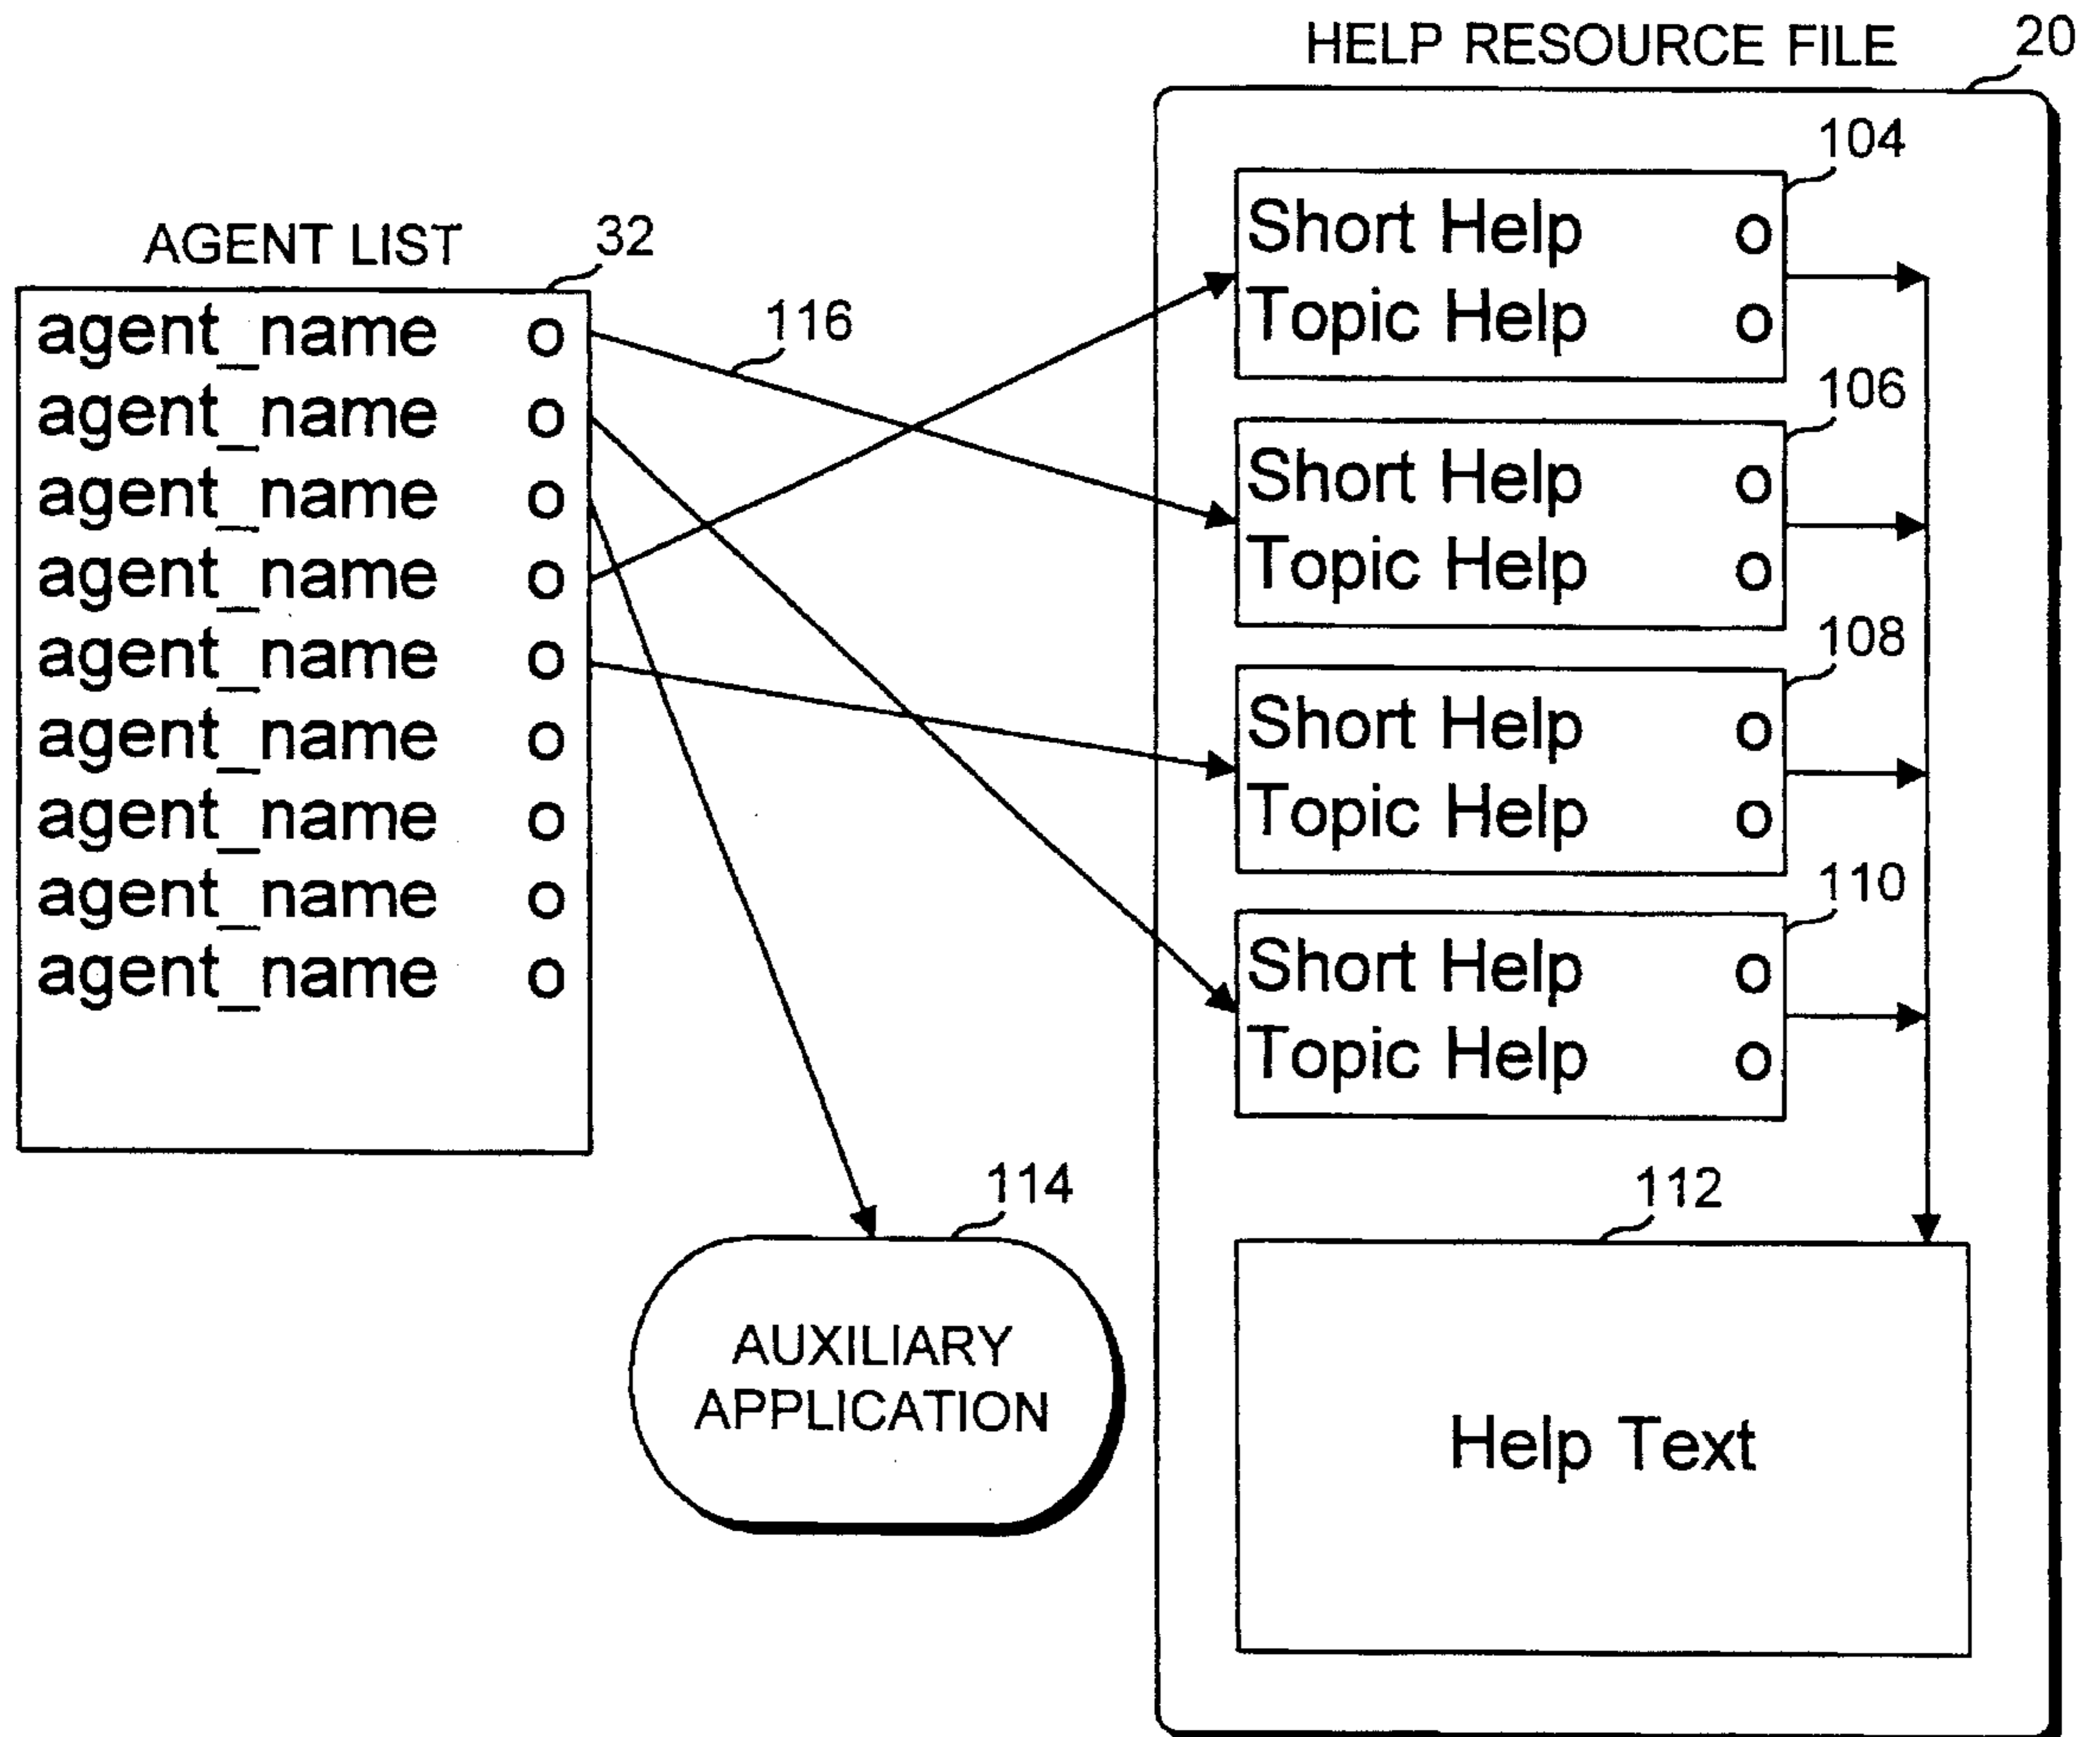 HELP RESOURCE FILE
20
AGENT LIST
32
agent_name o
agent_name o
agent_name o
agent_name o
agent_name o
agent_name o
agent_name o
agent_name o
agent_name o
116
104
Short Help o
Topic Help o
106
Short Help o
Topic Help o
108
Short Help o
Topic Help o
110
Short Help o
Topic Help o
114
AUXILIARY
APPLICATION
112
Help Text